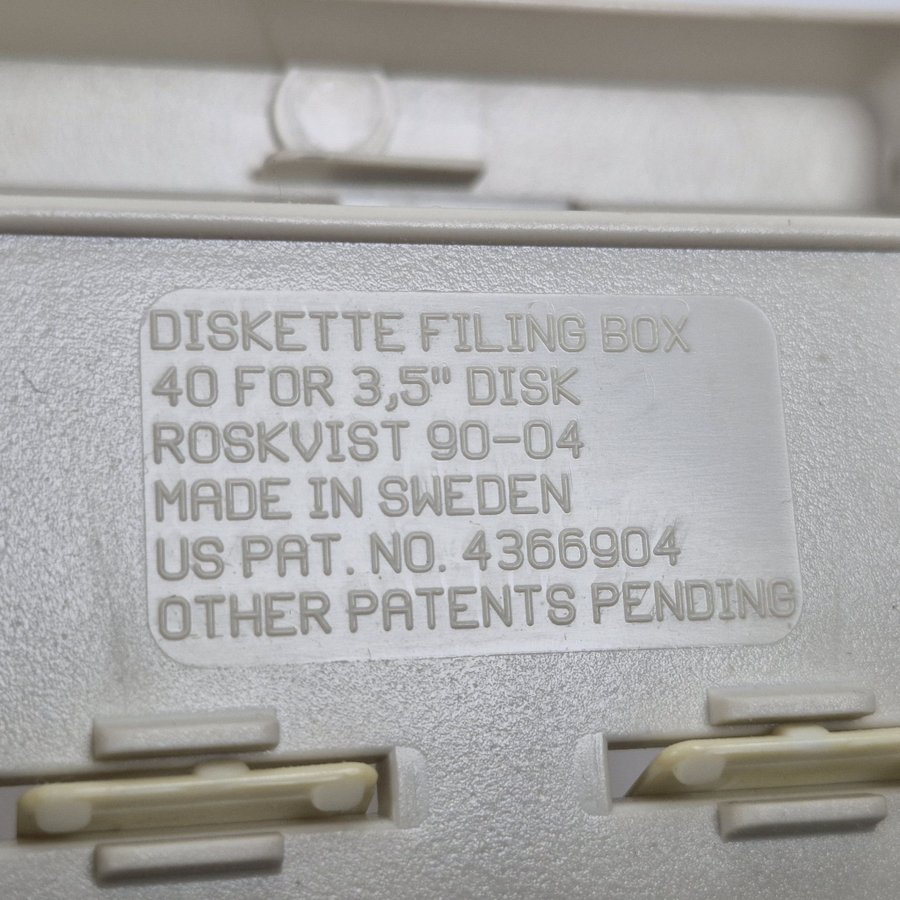 DISKETTE FILING BOX
40 FOR 3,5" DISK
ROSKVIST 90-04
MADE IN SWEDEN
US PAT. NO. 4366904
OTHER PATENTS PENDING